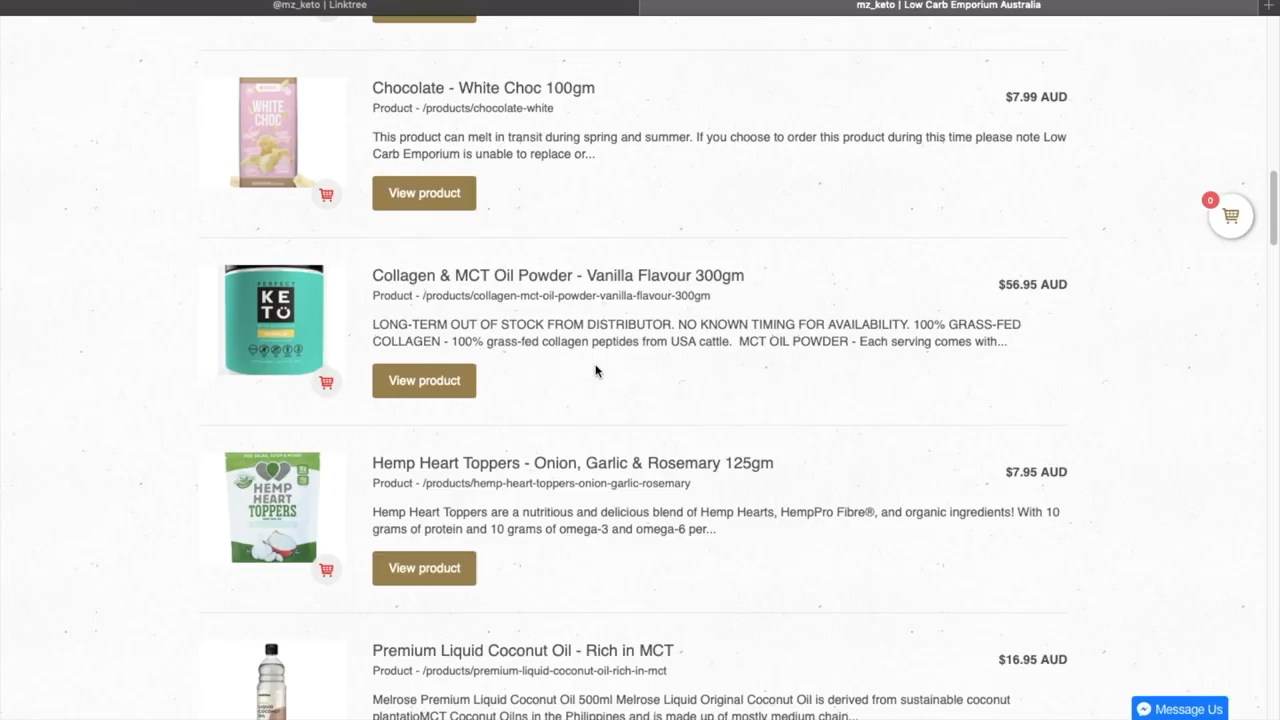 @mz_keto | Linktree
mz_keto | Low Carb Emporium Australia
Chocolate - White Choc 100gm
$7.99 AUD
Product - /products/chocolate-white
This product can melt in transit during spring and summer. If you choose to order this product during this time please note Low
Carb Emporium is unable to replace or...
WHITE
CHOC
View product
0
Collagen & MCT Oil Powder - Vanilla Flavour 300gm
$56.95 AUD
Product - /products/collagen-mct-oil-powder-vanilla-flavour-300gm
LONG-TERM OUT OF STOCK FROM DISTRIBUTOR. NO KNOWN TIMING FOR AVAILABILITY. 100% GRASS-FED
COLLAGEN - 100% grass-fed collagen peptides from USA cattle. MCT OIL POWDER - Each serving comes with...
PERFECT
KE
TO
View product
Hemp Heart Toppers - Onion, Garlic & Rosemary 125gm
$7.95 AUD
Product - /products/hemp-heart-toppers-onion-garlic-rosemary
Hemp Heart Toppers are a nutritious and delicious blend of Hemp Hearts, HempPro Fibre®, and organic ingredients! With 10
grams of protein and 10 grams of omega-3 and omega-6 per...
HEMP
HEART
TOPPERS
View product
Premium Liquid Coconut Oil - Rich in MCT
$16.95 AUD
Product - /products/premium-liquid-coconut-oil-rich-in-mct
Melrose Premium Liquid Coconut Oil 500ml Melrose Liquid Original Coconut Oil is derived from sustainable coconut
plantatioMCT Coconut Oilns in the Philippines and is made up of mostly medium chain...
Message Us